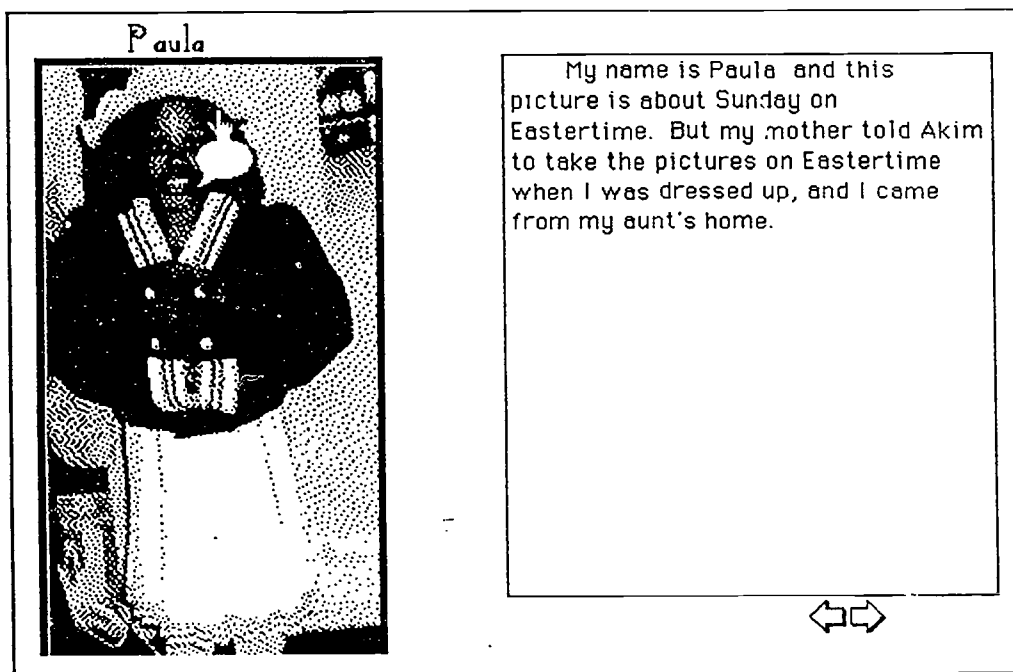 Paula
My name is Paula and this
picture is about Sunday on
Eastertime. But my mother told Akim
to take the pictures on Eastertime
when I was dressed up, and I came
from my aunt's home.